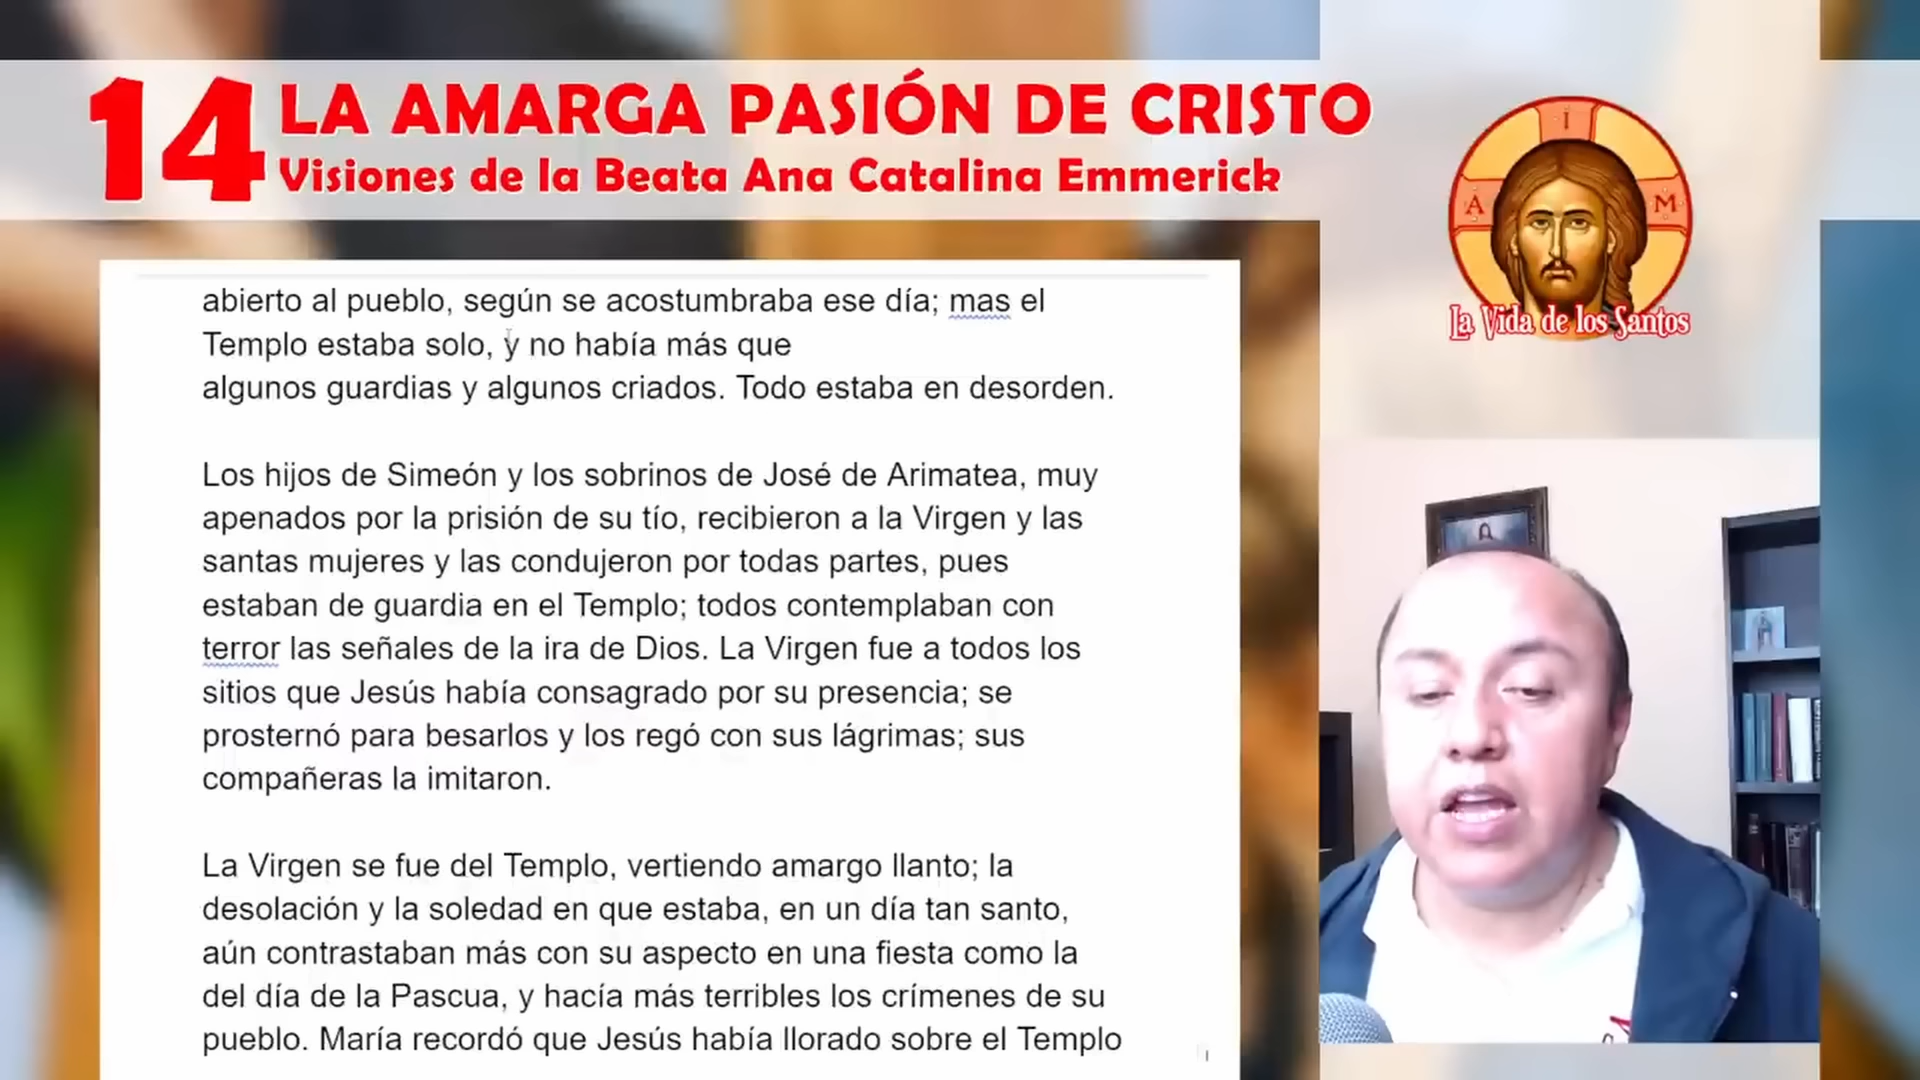 14 LA AMARGA PASIÓN DE CRISTO
Visiones de la Beata Ana Catalina Emmerick
I
A M
La Vida de los Santos
abierto al pueblo, según se acostumbraba ese día; mas el
Templo estaba solo, y no había más que
algunos guardias y algunos criados. Todo estaba en desorden.
Los hijos de Simeón y los sobrinos de José de Arimatea, muy
apenados por la prisión de su tío, recibieron a la Virgen y las
santas mujeres y las condujeron por todas partes, pues
estaban de guardia en el Templo; todos contemplaban con
terror las señales de la ira de Dios. La Virgen fue a todos los
sitios que Jesús había consagrado por su presencia; se
prosternó para besarlos y los regó con sus lágrimas; sus
compañeras la imitaron.
La Virgen se fue del Templo, vertiendo amargo llanto; la
desolación y la soledad en que estaba, en un día tan santo,
aún contrastaban más con su aspecto en una fiesta como la
del día de la Pascua, y hacía más terribles los crímenes de su
pueblo. María recordó que Jesús había llorado sobre el Templo